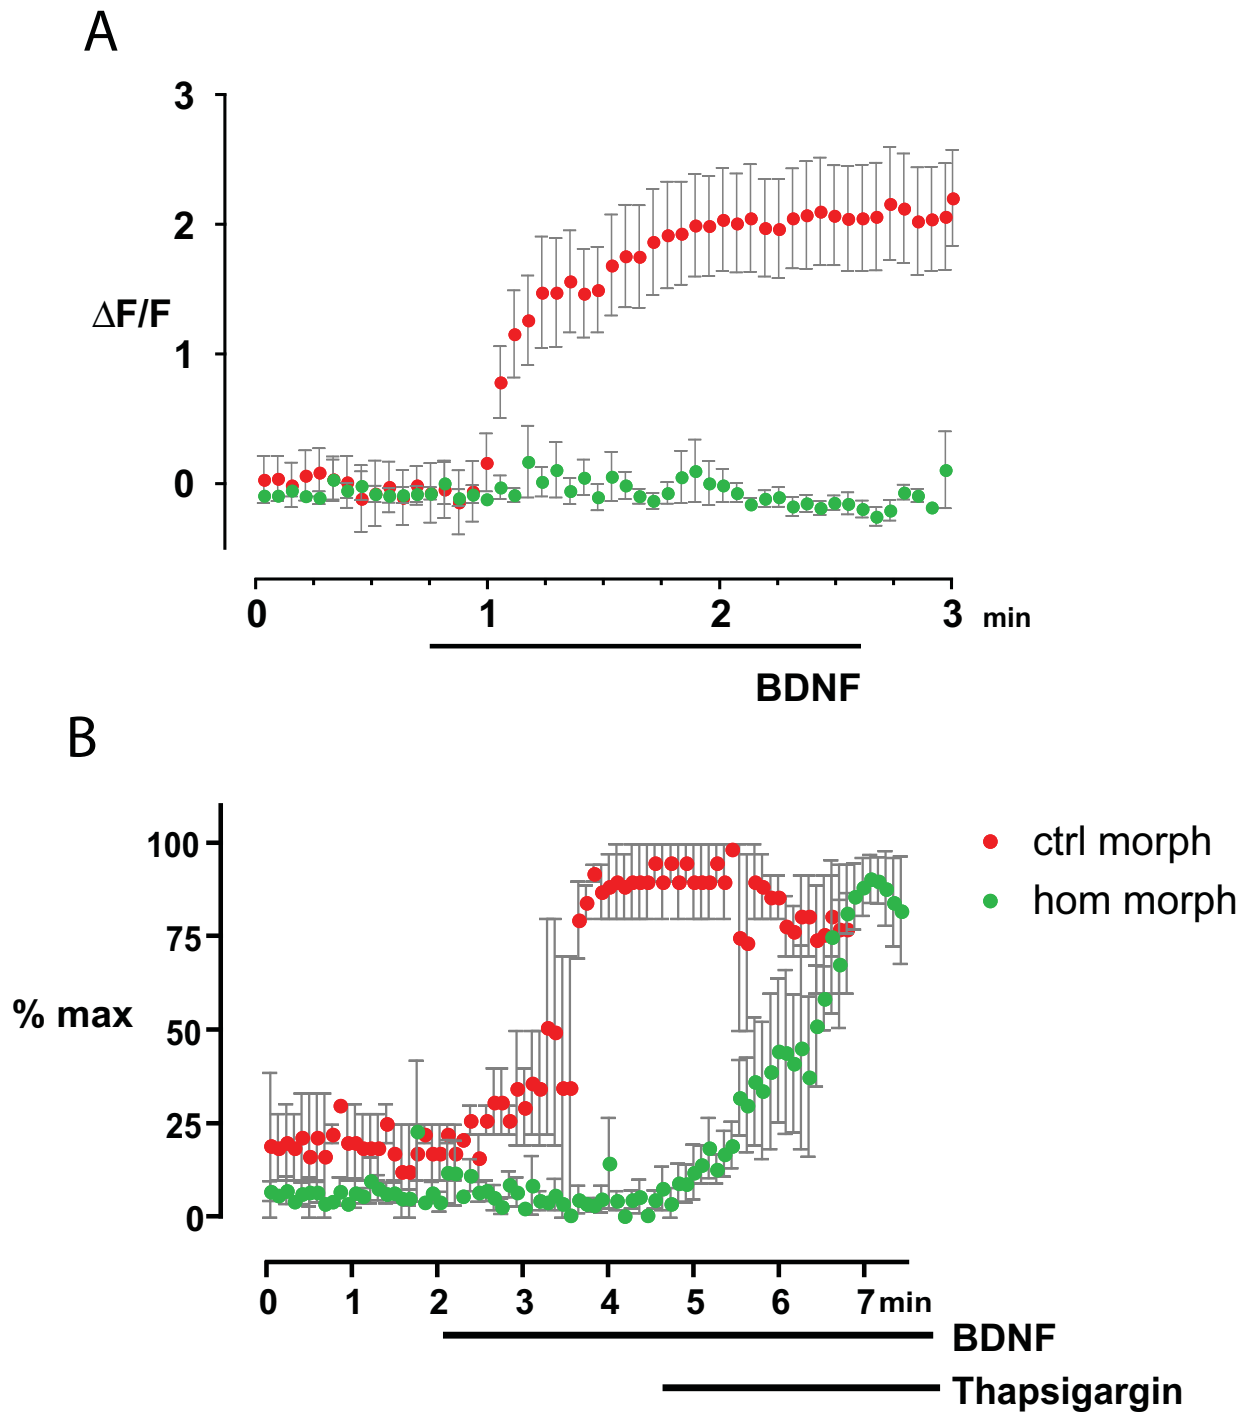 A
3
2
ΔF/F
1
0
0 1 2 3 min
BDNF
B
100
75
% max
50
25
0
ctrl morph
hom morph
0 1 2 3 4 5 6 7 min
BDNF
Thapsigargin